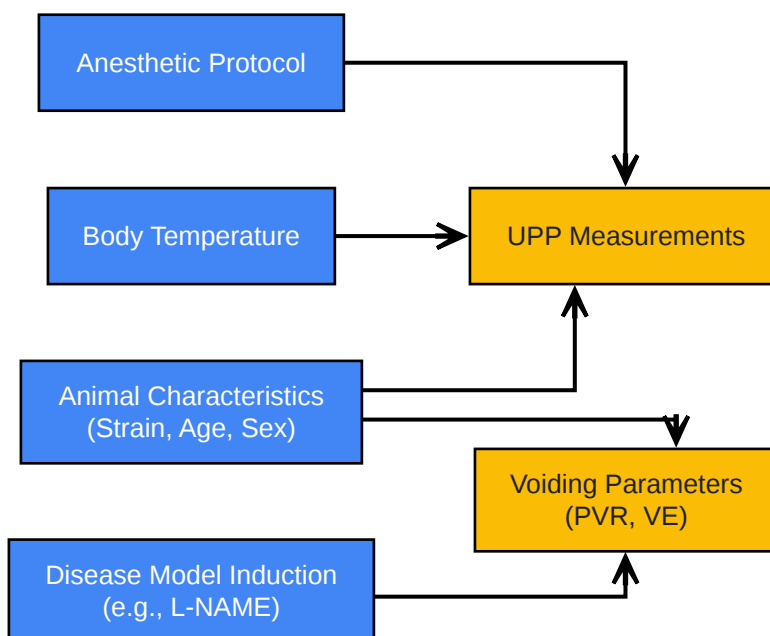 Anesthetic Protocol
Body Temperature
UPP Measurements
Animal Characteristics
(Strain, Age, Sex)
Voiding Parameters
(PVR, VE)
Disease Model Induction
(e.g., L-NAME)